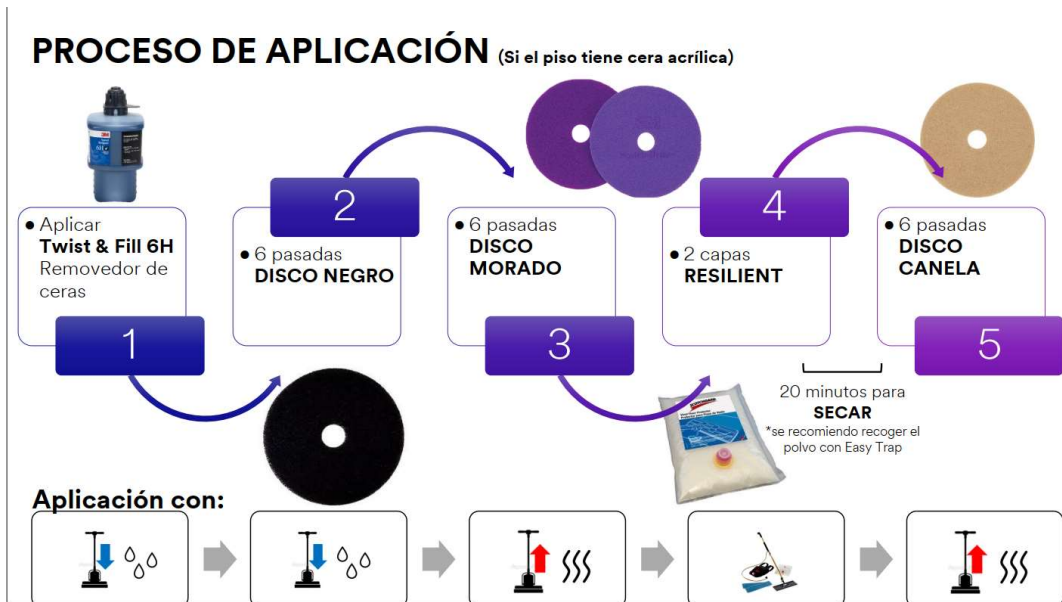 PROCESO DE APLICACIÓN (Si el piso tiene cera acrílica)
1
● Aplicar
Twist & Fill 6H
Removedor de
ceras
2
● 6 pasadas
DISCO NEGRO
3
● 6 pasadas
DISCO
MORADO
4
● 2 capas
RESILIENT
5
● 6 pasadas
DISCO
CANELA
20 minutos para
SECAR
*se recomiendo recoger el
polvo con Easy Trap
Aplicación con:
3M